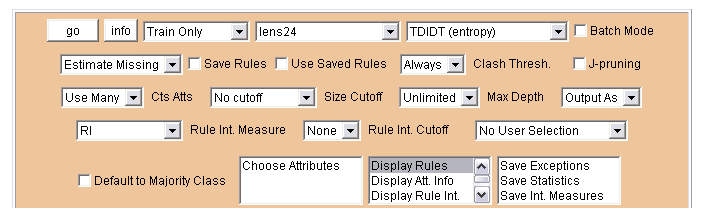 go info Train Only lens24 TDIDT (entropy) Batch Mode
Estimate Missing Save Rules Use Saved Rules Always Clash Thresh. J-pruning
Use Many Cts Atts No cutoff Size Cutoff Unlimited Max Depth Output As
RI Rule Int. Measure None Rule Int. Cutoff No User Selection
Default to Majority Class Choose Attributes Display Rules Save Exceptions
Display Att. Info Save Statistics
Display Rule Int. Save Int. Measures